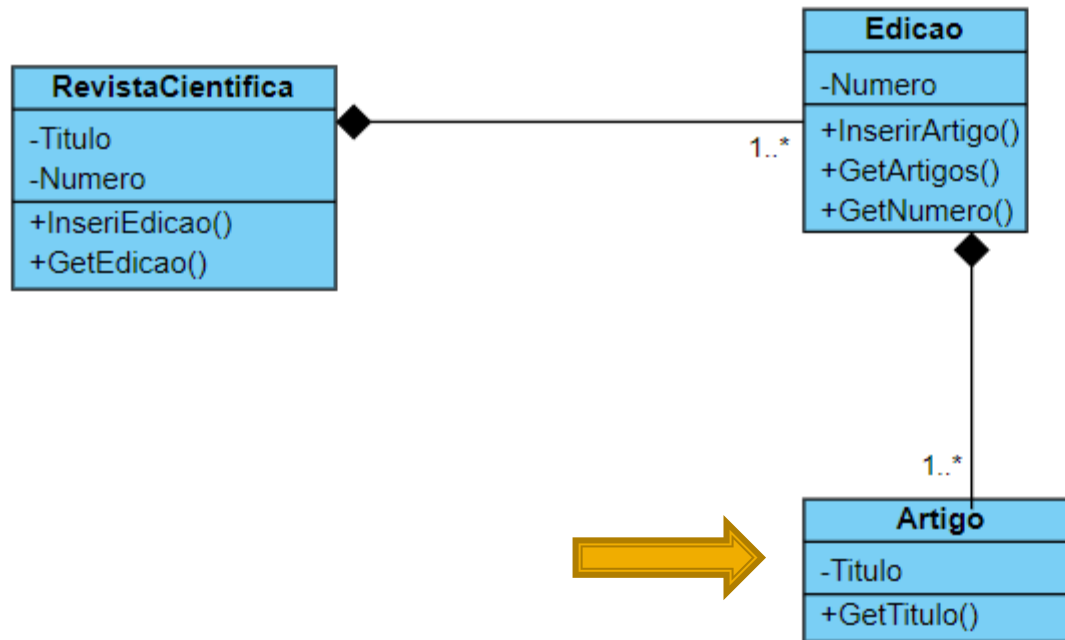 RevistaCientifica
-Titulo
-Numero
+InseriEdicao()
+GetEdicao()
1..*
Edicao
-Numero
+InserirArtigo()
+GetArtigos()
+GetNumero()
1..*
Artigo
-Titulo
+GetTitulo()